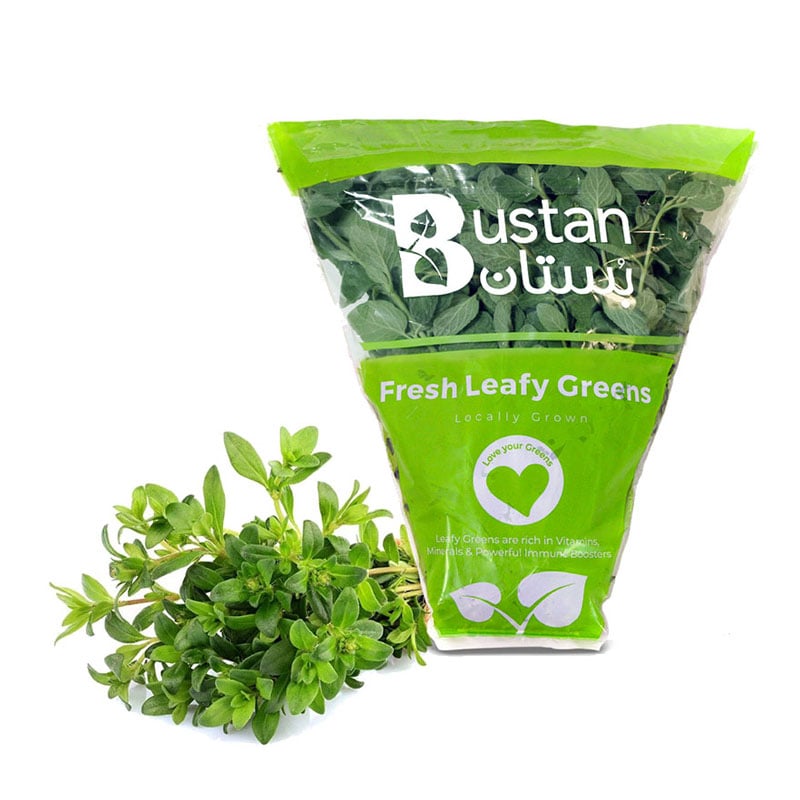 Bustan
بُستان
Fresh Leafy Greens
Locally Grown
Love your Greens
Leafy Greens are rich in Vitamins,
Minerals & Powerful Immune Boosters